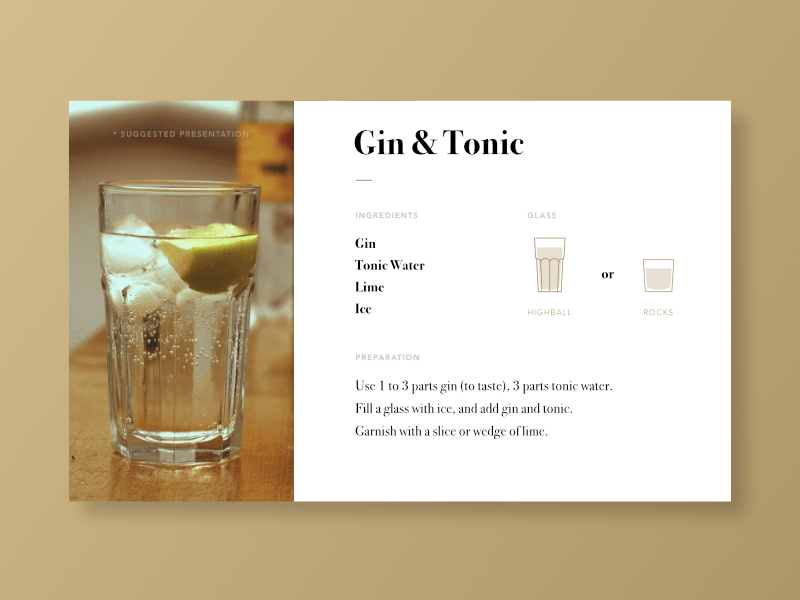 * SUGGESTED PRESENTATION
Gin & Tonic
INGREDIENTS
Gin
Tonic Water
Lime
Ice
GLASS
or
HIGHBALL
ROCKS
PREPARATION
Use 1 to 3 parts gin (to taste), 3 parts tonic water.
Fill a glass with ice, and add gin and tonic.
Garnish with a slice or wedge of lime.